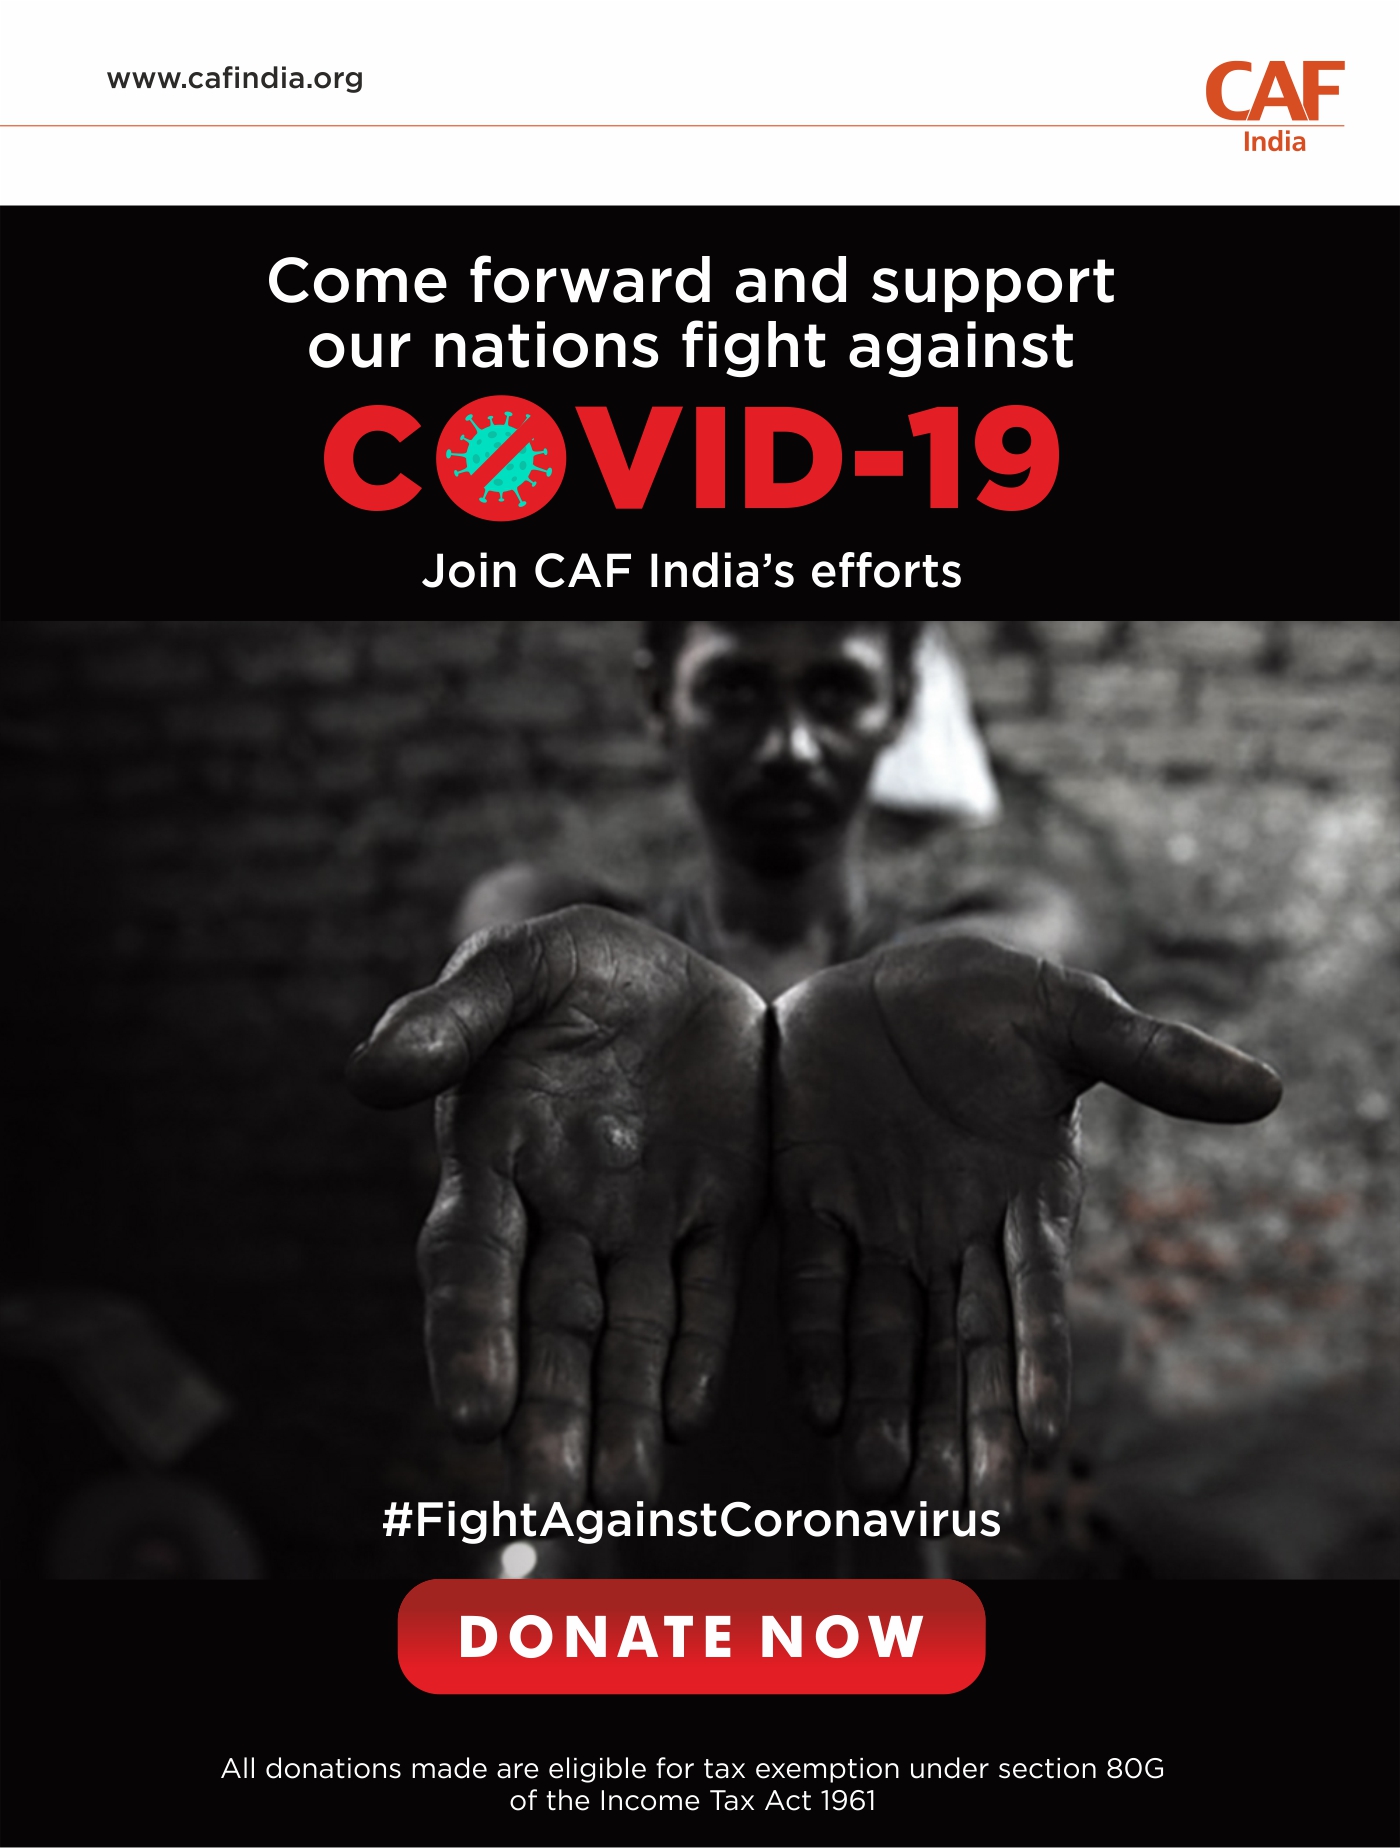 www.cafindia.org
CAF
India
Come forward and support
our nations fight against
COVID-19
Join CAF India’s efforts
#FightAgainstCoronavirus
DONATE NOW
All donations made are eligible for tax exemption under section 80G
of the Income Tax Act 1961